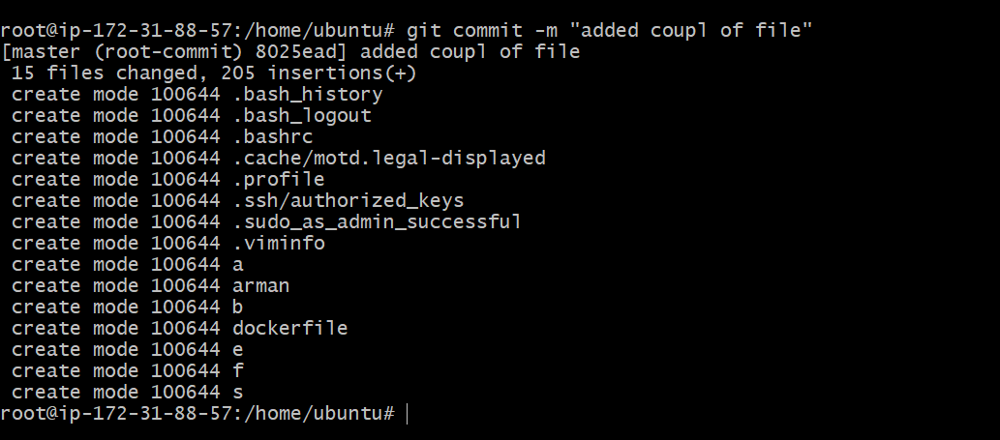 root@ip-172-31-88-57:/home/ubuntu# git commit -m "added coupl of file"
[master (root-commit) 8025ead] added coupl of file
 15 files changed, 205 insertions(+)
 create mode 100644 .bash_history
 create mode 100644 .bash_logout
 create mode 100644 .bashrc
 create mode 100644 .cache/motd.legal-displayed
 create mode 100644 .profile
 create mode 100644 .ssh/authorized_keys
 create mode 100644 .sudo_as_admin_successful
 create mode 100644 .viminfo
 create mode 100644 a
 create mode 100644 arman
 create mode 100644 b
 create mode 100644 dockerfile
 create mode 100644 e
 create mode 100644 f
 create mode 100644 s
root@ip-172-31-88-57:/home/ubuntu#